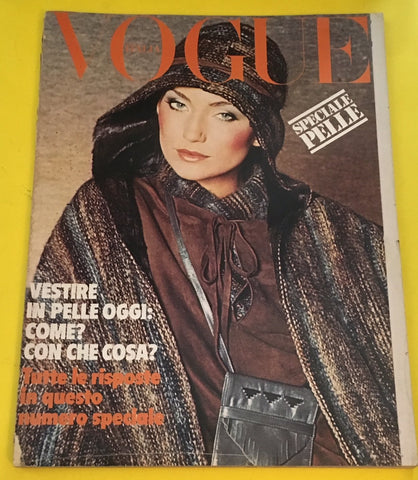 VOGUE
SPECIALE
PELLE
VESTIRE
IN PELLE OGGI:
COME?
CON CHE COSA?
Tutte le risposte
in questo
numero speciale